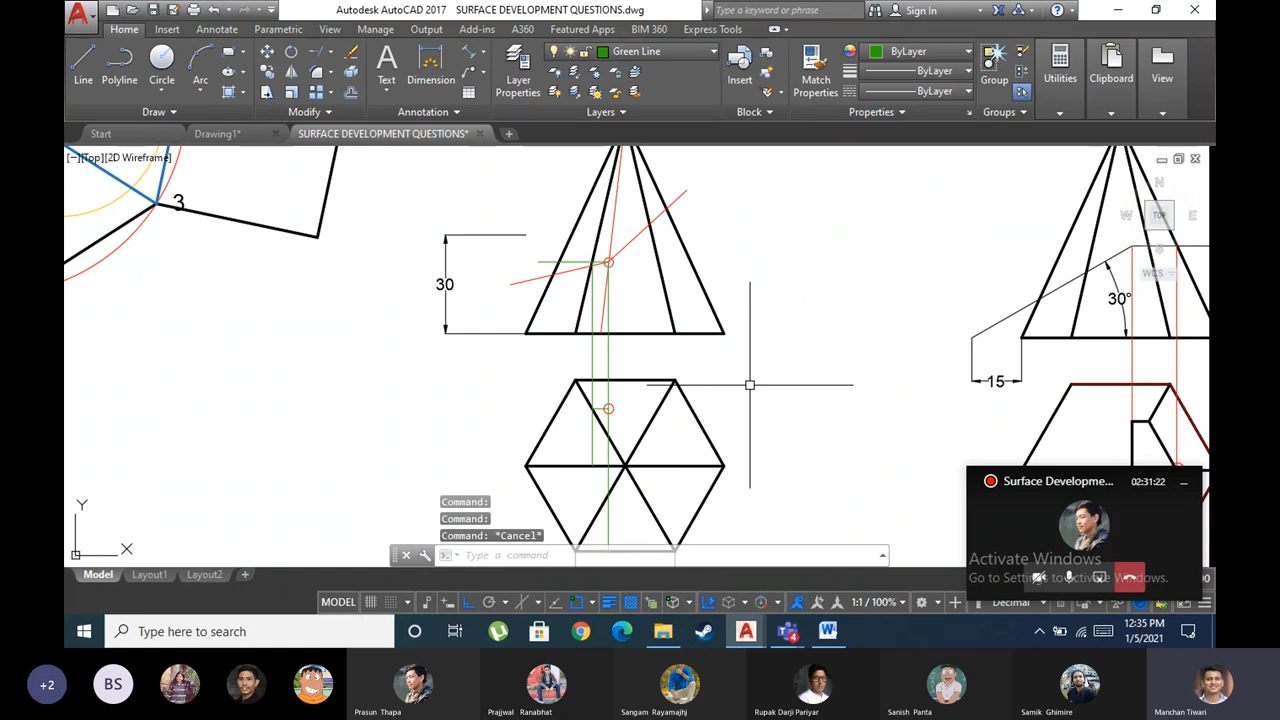 Autodesk AutoCAD 2017 SURFACE DEVELOPMENT QUESTIONS.dwg
Type a keyword or phrase
Sign In
Home Insert Annotate Parametric View Manage Output Add-ins A360 Express Tools Featured Apps BIM 360 Express Tools
Green Line
ByLayer
ByLayer
ByLayer
Line Polyline Circle Arc Text Dimension Layer Properties Insert Match Properties Group Utilities Clipboard View
Draw Modify Annotation Layers Block Properties Groups
Start Drawing1* SURFACE DEVELOPMENT QUESTIONS*
[−][Top][2D Wireframe]
3
N
W TOP E
S
WCS
30
30°
15
Surface Developme...
02:31:22
Command:
Command:
Command: *Cancel*
Type a command
Y
X
Activate Windows
Go to Settings to activate Windows.
Model Layout1 Layout2
MODEL
1:1 / 100%
Decimal
Type here to search
12:35 PM
1/5/2021
+2
BS
Prasun Thapa
Prajjwal Ranabhat
Sangam Rayamajhj
Rupak Darji Pariyar
Sanish Panta
Samik Ghimire
Manchan Tiwari